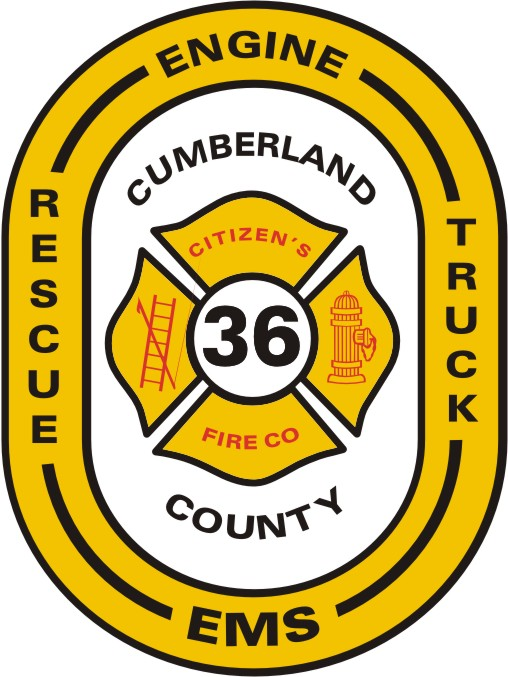 ENGINE
RESCUE
TRUCK
CUMBERLAND
CITIZEN'S
36
FIRE CO
COUNTY
EMS